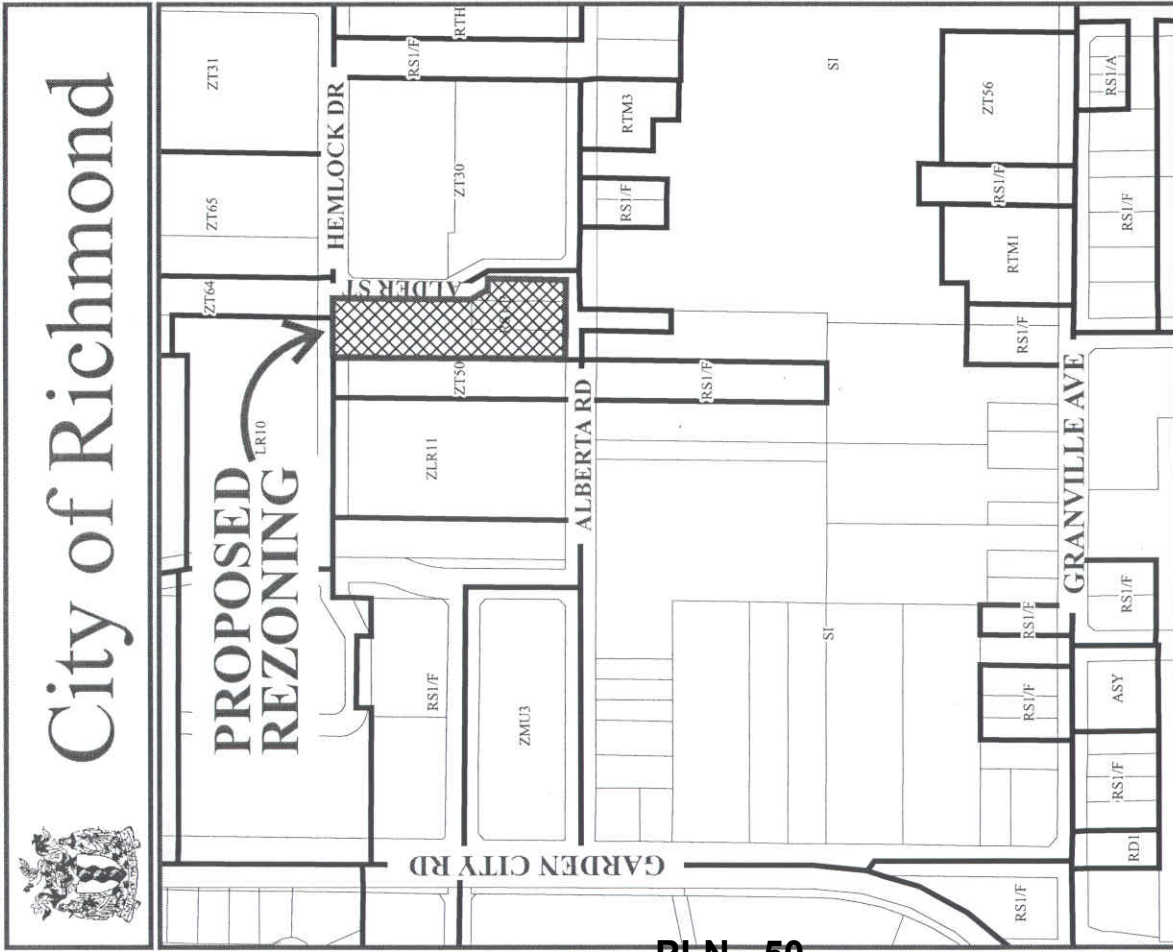 City of Richmond
ZT31
ZT65
ZT64
HEMLOCK DR
RTH
RS1/F
LR10
PROPOSED
REZONING
ALDER ST
ZT30
ZT50
ZLR11
RS1/F
ZMU3
GARDEN CITY RD
ALBERTA RD
RTM3
RS1/F
RS1/F
SI
SI
ZT56
RS1/F
RTM1
RS1/F
RS1/F
RS1/F
GRANVILLE AVE
RS1/A
RS1/F
RS1/F
ASY
RS1/F
RD1
RS1/F
PLN - 50